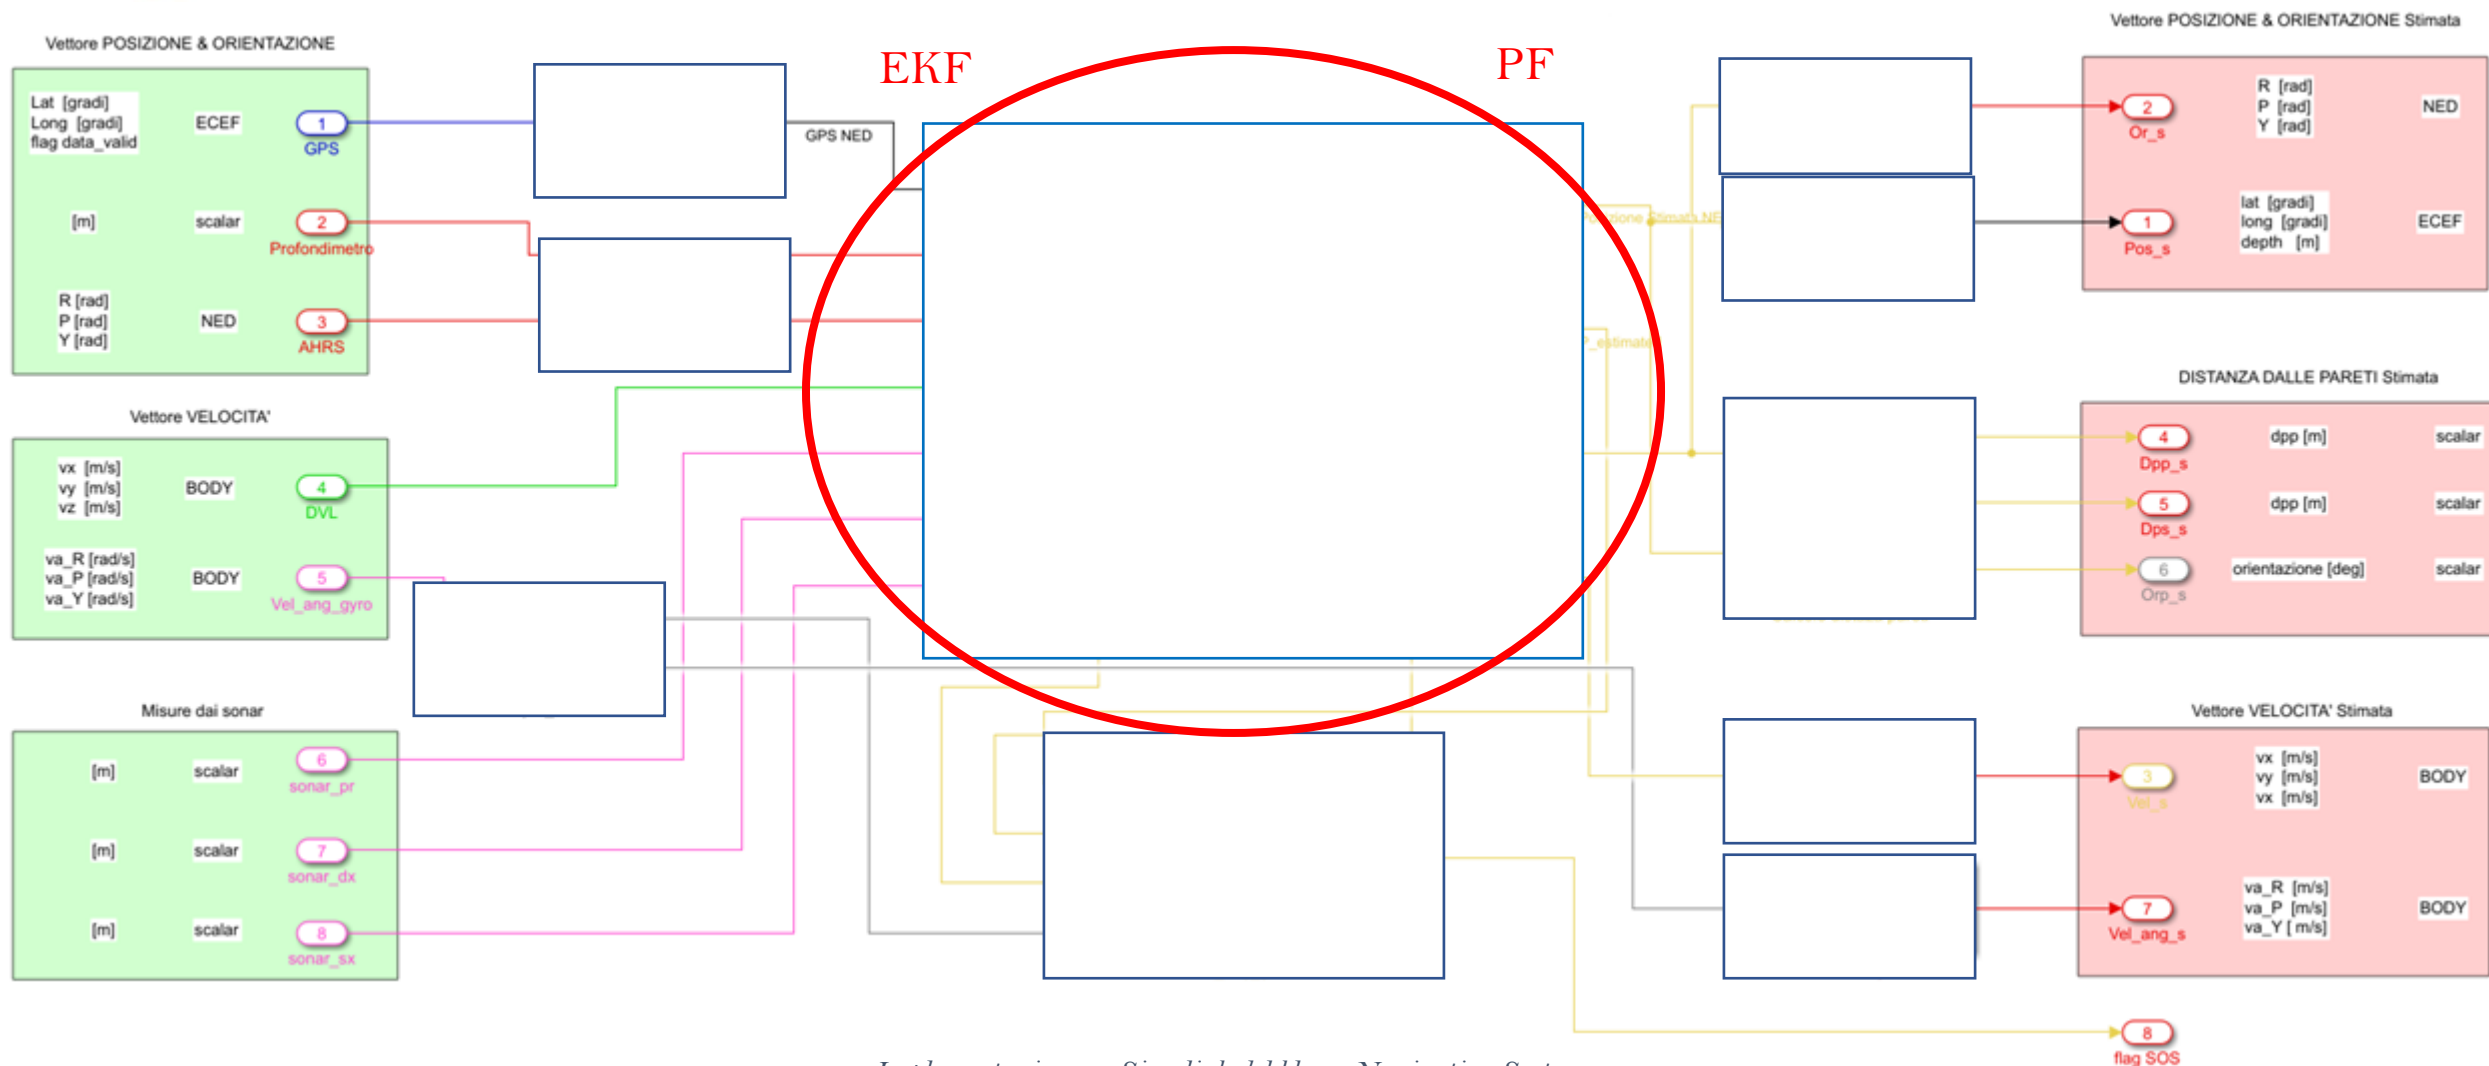 Vettore POSIZIONE & ORIENTAZIONE
Lat [gradi]
Long [gradi]
flag data_valid
ECEF
1
GPS
[m]
scalar
2
Profondimetro
R [rad]
P [rad]
Y [rad]
NED
3
AHRS
Vettore VELOCITA'
vx [m/s]
vy [m/s]
vz [m/s]
BODY
4
DVL
va_R [rad/s]
va_P [rad/s]
va_Y [rad/s]
BODY
5
Vel_ang_gyro
Misure dai sonar
[m]
scalar
6
sonar_pr
[m]
scalar
7
sonar_dx
[m]
scalar
8
sonar_sx
GPS NED
EKF
PF
Stimata NE
P_estimate
Vettore POSIZIONE & ORIENTAZIONE Stimata
2
Or_s
R [rad]
P [rad]
Y [rad]
NED
1
Pos_s
lat [gradi]
long [gradi]
depth [m]
ECEF
DISTANZA DALLE PARETI Stimata
4
Dpp_s
dpp [m]
scalar
5
Dps_s
dpp [m]
scalar
6
Orp_s
orientazione [deg]
scalar
Vettore VELOCITA' Stimata
3
Vel_s
vx [m/s]
vy [m/s]
vx [m/s]
BODY
7
Vel_ang_s
va_R [m/s]
va_P [m/s]
va_Y [ m/s]
BODY
8
flag SOS